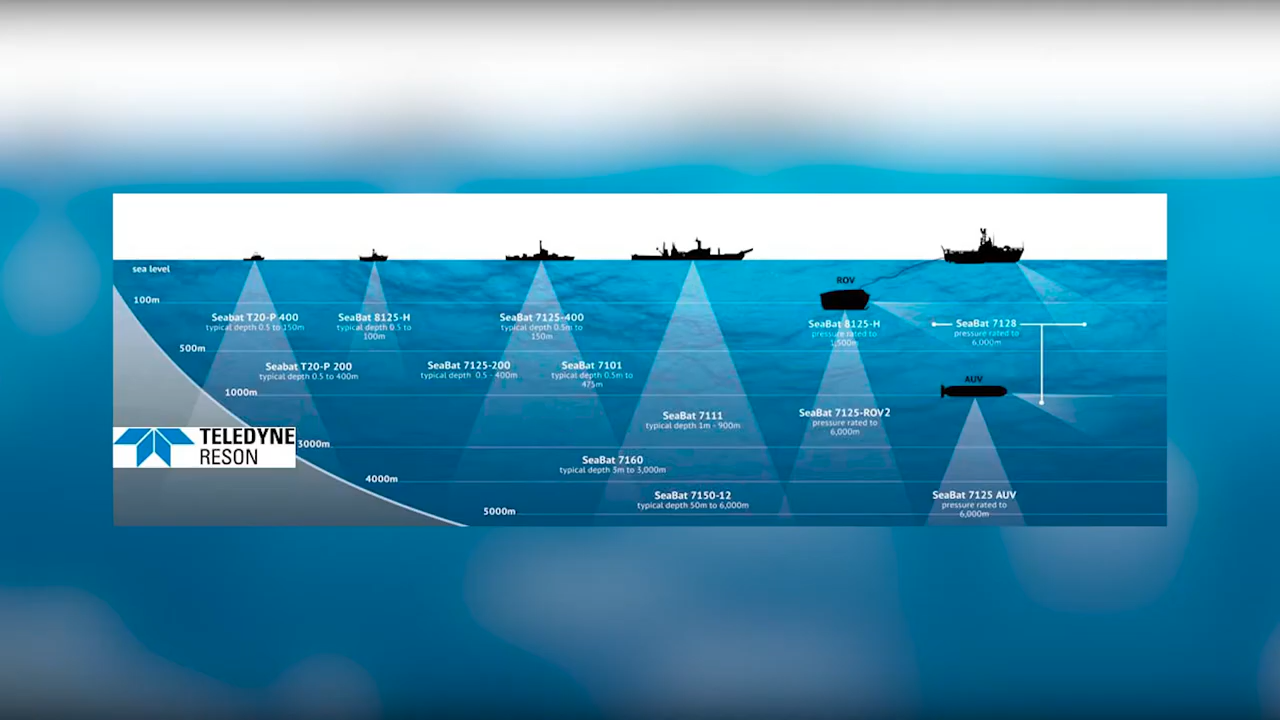 sea level
100m
500m
1000m
3000m
4000m
5000m
Seabat T20-P 400
typical depth 0.5 to 150m
SeaBat 8125-H
typical depth 0.5 to
100m
SeaBat 7125-400
typical depth 0.5m to
150m
Seabat T20-P 200
typical depth 0.5 to 400m
SeaBat 7125-200
typical depth 0.5 - 400m
SeaBat 7101
typical depth 0.5m to
475m
SeaBat 7111
typical depth 1m - 900m
SeaBat 7160
typical depth 3m to 3,000m
SeaBat 7150-12
typical depth 50m to 6,000m
ROV
SeaBat 8125-H
pressure rated to
1,500m
SeaBat 7125-ROV2
pressure rated to
6,000m
SeaBat 7128
pressure rated to
6,000m
AUV
SeaBat 7125 AUV
pressure rated to
6,000m
TELEDYNE
RESON